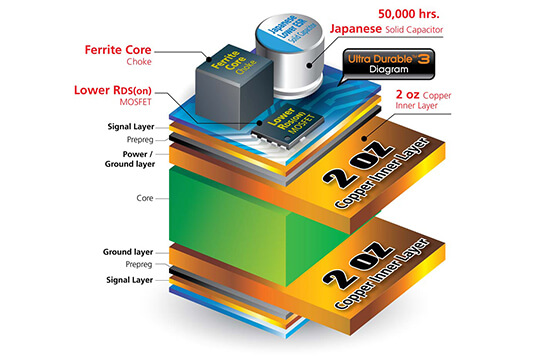 50,000 hrs.
Japanese Solid Capacitor
Japanese
Lower ESR
Solid Capacitor
Ferrite Core
Choke
Ferrite
Core
Choke
Ultra Durable™3
Diagram
Lower RDS(on)
MOSFET
Lower
RDS(ON)
MOSFET
2 oz Copper
Inner Layer
Signal Layer
Prepreg
Power /
Ground layer
2 oz
Copper Inner Layer
Core
Ground layer
Prepreg
Signal Layer
2 oz
Copper Inner Layer